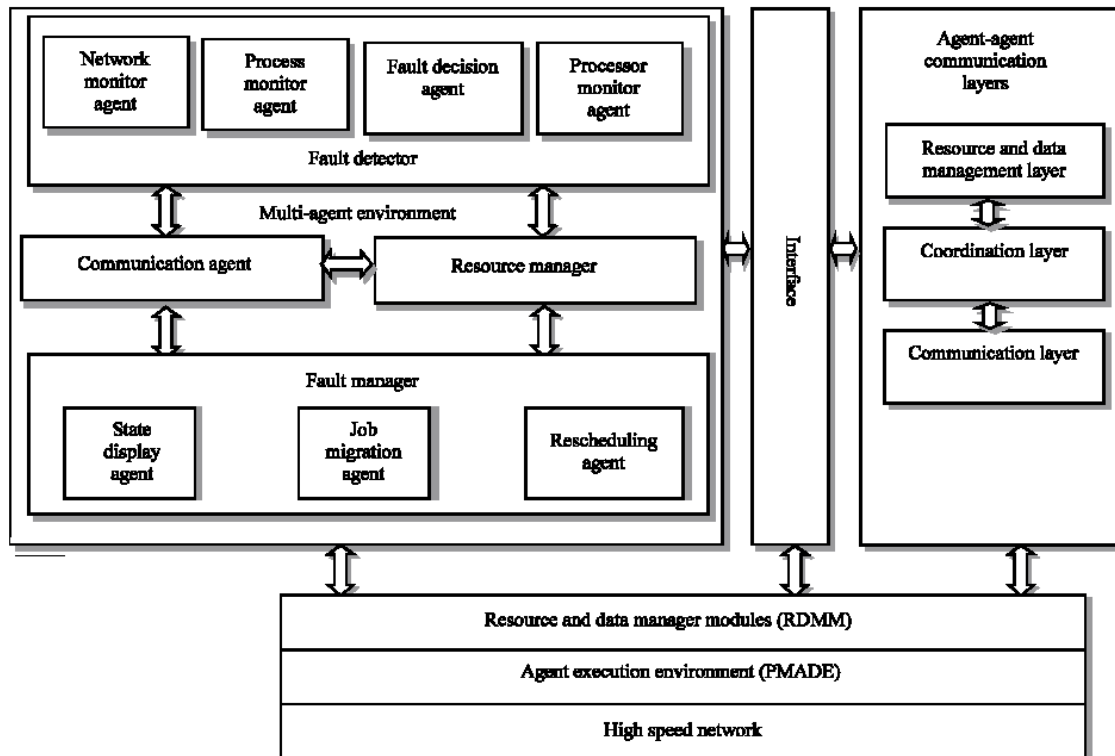 Network
monitor
agent
Process
monitor
agent
Fault decision
agent
Processor
monitor
agent
Fault detector
Multi-agent environment
Communication agent
Resource manager
Fault manager
State
display
agent
Job
migration
agent
Rescheduling
agent
Interface
Agent-agent
communication
layers
Resource and data
management layer
Coordination layer
Communication layer
Resource and data manager modules (RDMM)
Agent execution environment (PMADE)
High speed network